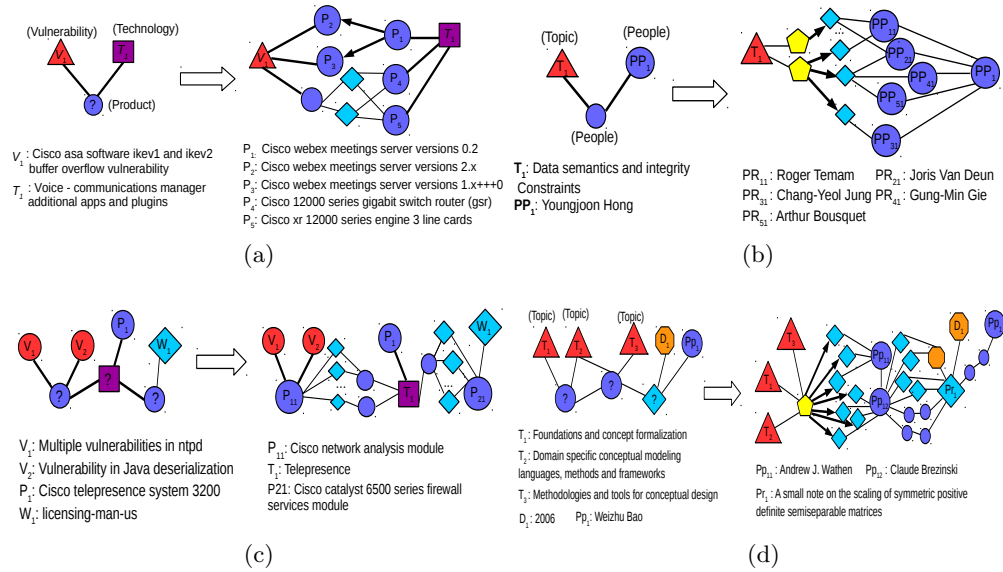 (Vulnerability)
(Technology)
V1
T1
?
(Product)
V1 : Cisco asa software ikev1 and ikev2
buffer overflow vulnerability
T1 : Voice - communications manager
additional apps and plugins
P2
P1
T1
V1
P3
P4
P5
P1: Cisco webex meetings server versions 0.2
P2: Cisco webex meetings server versions 2.x
P3: Cisco webex meetings server versions 1.x+++0
P4: Cisco 12000 series gigabit switch router (gsr)
P5: Cisco xr 12000 series engine 3 line cards
(a)
(Topic)
(People)
T1
PP1
(People)
T1: Data semantics and integrity
Constraints
PP1: Youngjoon Hong
T1
...
PP11
PP21
PP41
PP1
PP51
PP31
PR11: Roger Temam PR21: Joris Van Deun
PR31: Chang-Yeol Jung PR41: Gung-Min Gie
PR51: Arthur Bousquet
(b)
P1
V1
V2
W1
?
?
?
V1: Multiple vulnerabilities in ntpd
V2: Vulnerability in Java deserialization
P1: Cisco telepresence system 3200
W1: licensing-man-us
V1
V2
P1
W1
...
...
P11
T1
P21
P11: Cisco network analysis module
T1: Telepresence
P21: Cisco catalyst 6500 series firewall
services module
(c)
(Topic)
(Topic)
(Topic)
T1
T2
T3
D1
Pp1
?
?
?
T1: Foundations and concept formalization
T2: Domain specific conceptual modeling
languages, methods and frameworks
T3: Methodologies and tools for conceptual design
D1: 2006 Pp1: Weizhu Bao
T3
D1
Pp1
Pp11
T1
...
...
Pr1
Pp12
T2
Pp11: Andrew J. Wathen Pp12: Claude Brezinski
Pr1: A small note on the scaling of symmetric positive
definite semiseparable matrices
(d)